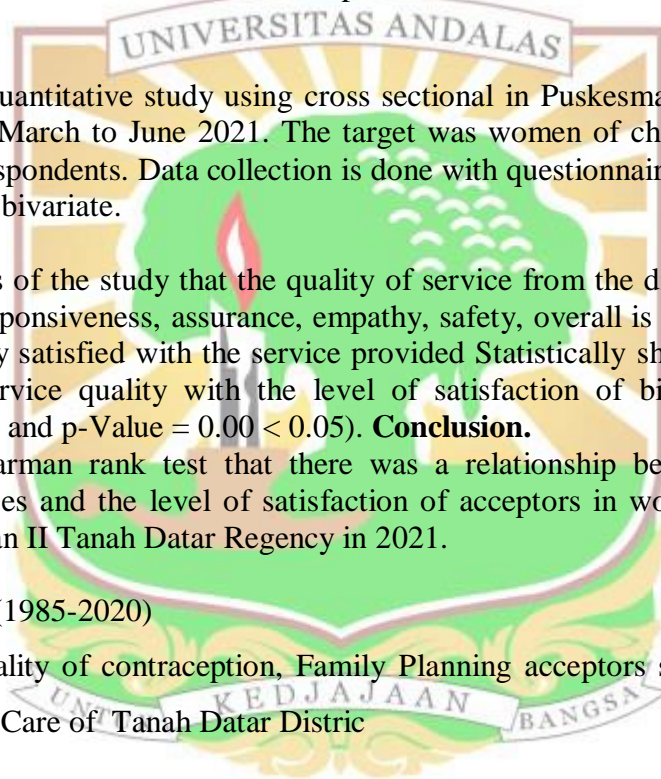 UNIVERSITAS ANDALAS
uantitative study using cross sectional in Puskesma
March to June 2021. The target was women of ch
spondents. Data collection is done with questionnair
bivariate.
s of the study that the quality of service from the d
sponsiveness, assurance, empathy, safety, overall is
y satisfied with the service provided Statistically sh
ervice quality with the level of satisfaction of bi
and p-Value = 0.00 < 0.05). Conclusion.
arman rank test that there was a relationship be
es and the level of satisfaction of acceptors in wo
an II Tanah Datar Regency in 2021.
(1985-2020)
ality of contraception, Family Planning acceptors s
UNTUK KEDJAJAAN BANGSA
Care of Tanah Datar Distric